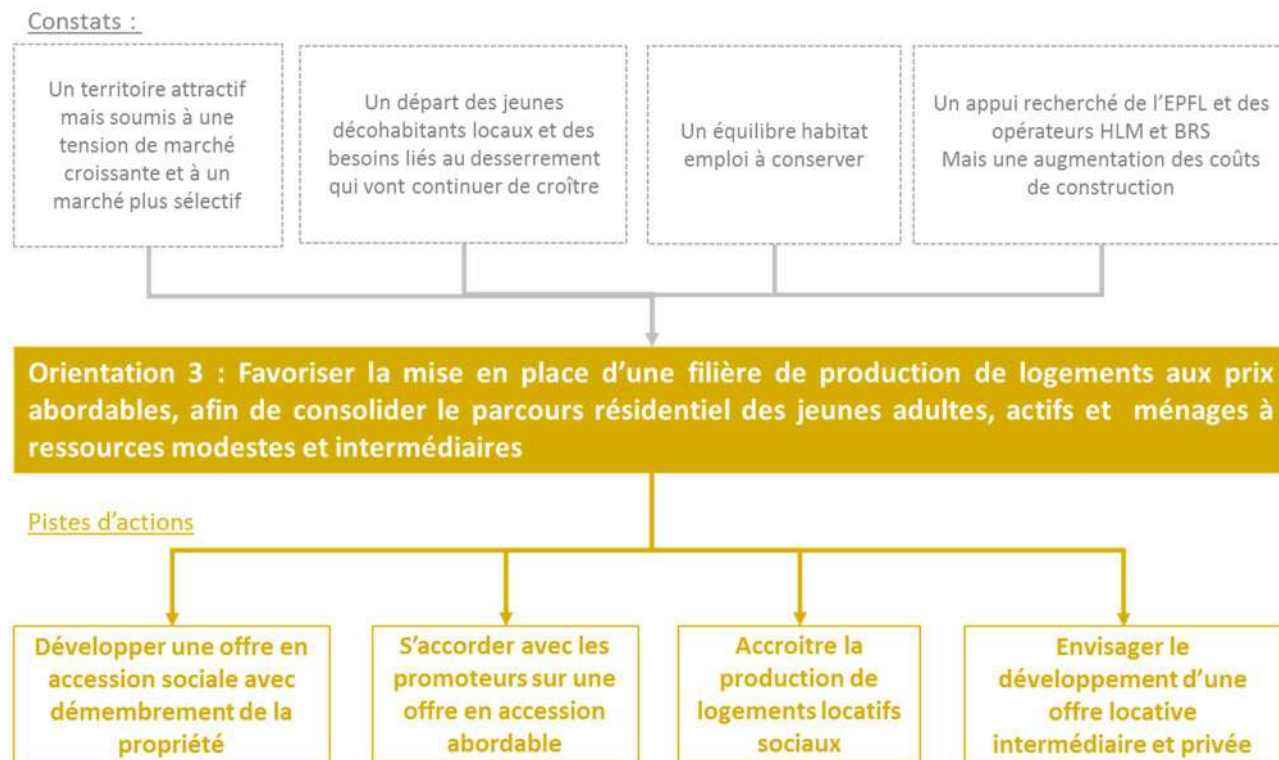 Constats :
Un territoire attractif
mais soumis à une
tension de marché
croissante et à un
marché plus sélectif
Un départ des jeunes
décohabitants locaux et des
besoins liés au desserrement
qui vont continuer de croître
Un équilibre habitat
emploi à conserver
Un appui recherché de l'EPFL et des
opérateurs HLM et BRS
Mais une augmentation des coûts
de construction
Orientation 3 : Favoriser la mise en place d'une filière de production de logements aux prix
abordables, afin de consolider le parcours résidentiel des jeunes adultes, actifs et ménages à
ressources modestes et intermédiaires
Pistes d'actions
Développer une offre en
accession sociale avec
démembrement de la
propriété
S'accorder avec les
promoteurs sur une
offre en accession
abordable
Accroitre la
production de
logements locatifs
sociaux
Envisager le
développement d'une
offre locative
intermédiaire et privée